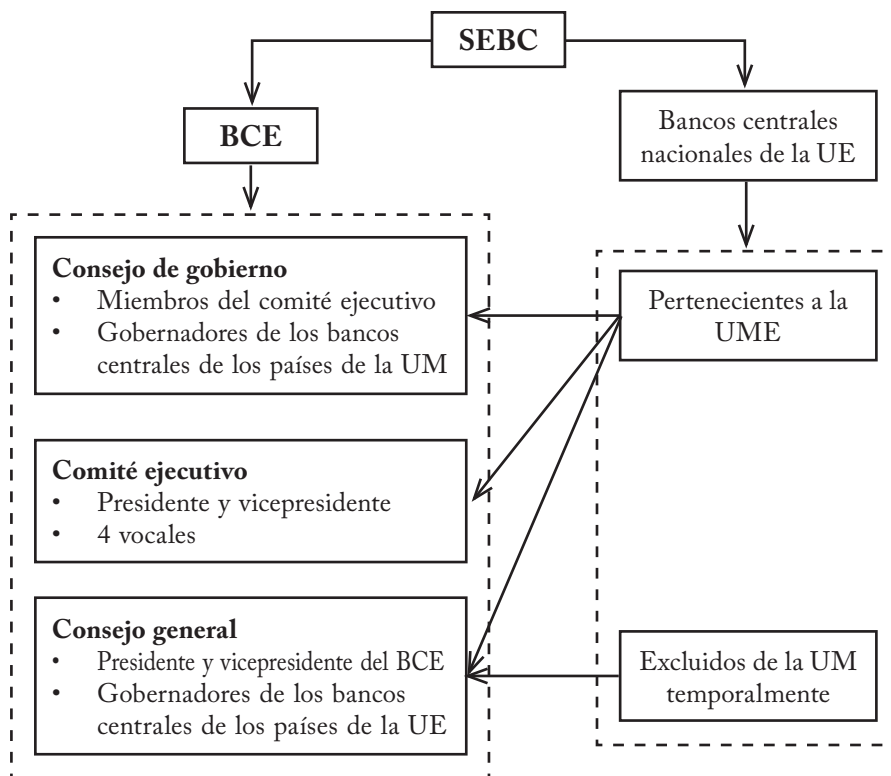 SEBC
BCE
Bancos centrales
nacionales de la UE
Consejo de gobierno
• Miembros del comité ejecutivo
• Gobernadores de los bancos
centrales de los países de la UM
Pertenecientes a la
UME
Comité ejecutivo
• Presidente y vicepresidente
• 4 vocales
Consejo general
• Presidente y vicepresidente del BCE
• Gobernadores de los bancos
centrales de los países de la UE
Excluidos de la UM
temporalmente